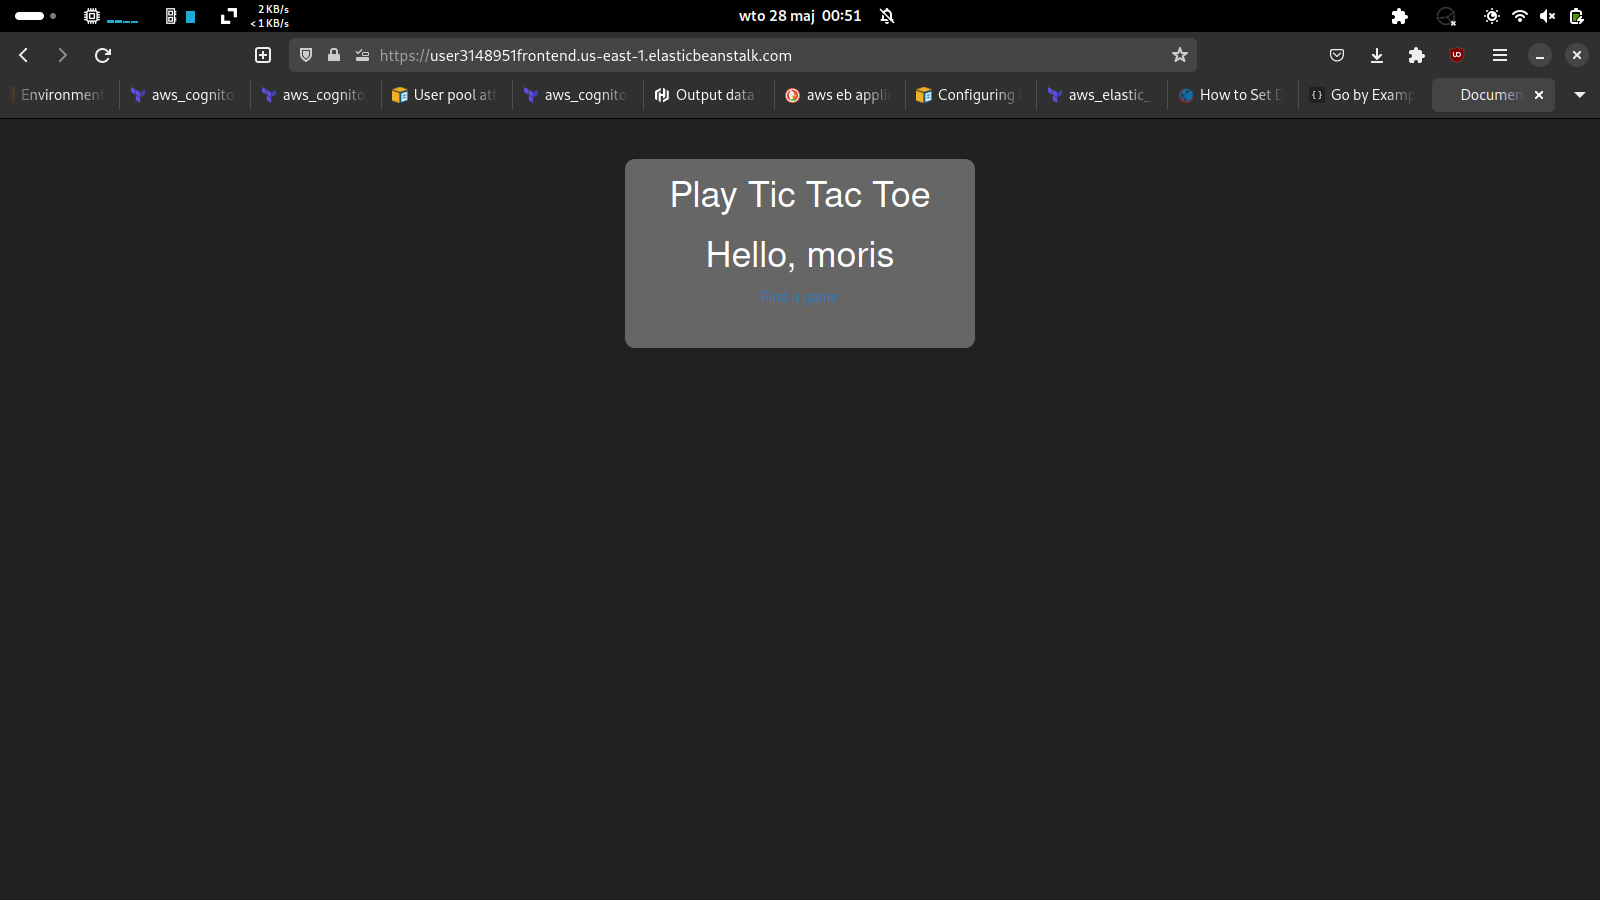 2 KB/s
< 1 KB/s
wto 28 maj 00:51
https://user3148951frontend.us-east-1.elasticbeanstalk.com
Environment
aws_cognito
aws_cognito
User pool att
aws_cognito
Output data
aws eb appli
Configuring
aws_elastic_
How to Set D
Go by Examp
Documen
Play Tic Tac Toe
Hello, moris
Find a game